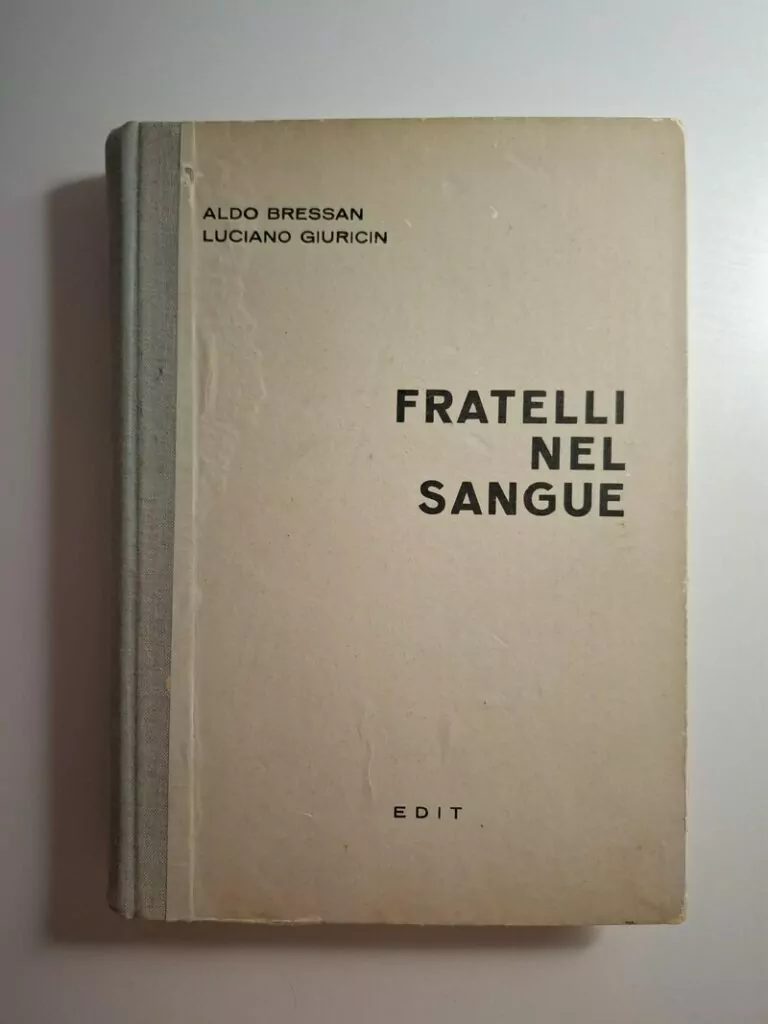 ALDO BRESSAN
LUCIANO GIURICIN
FRATELLI
NEL
SANGUE
EDIT